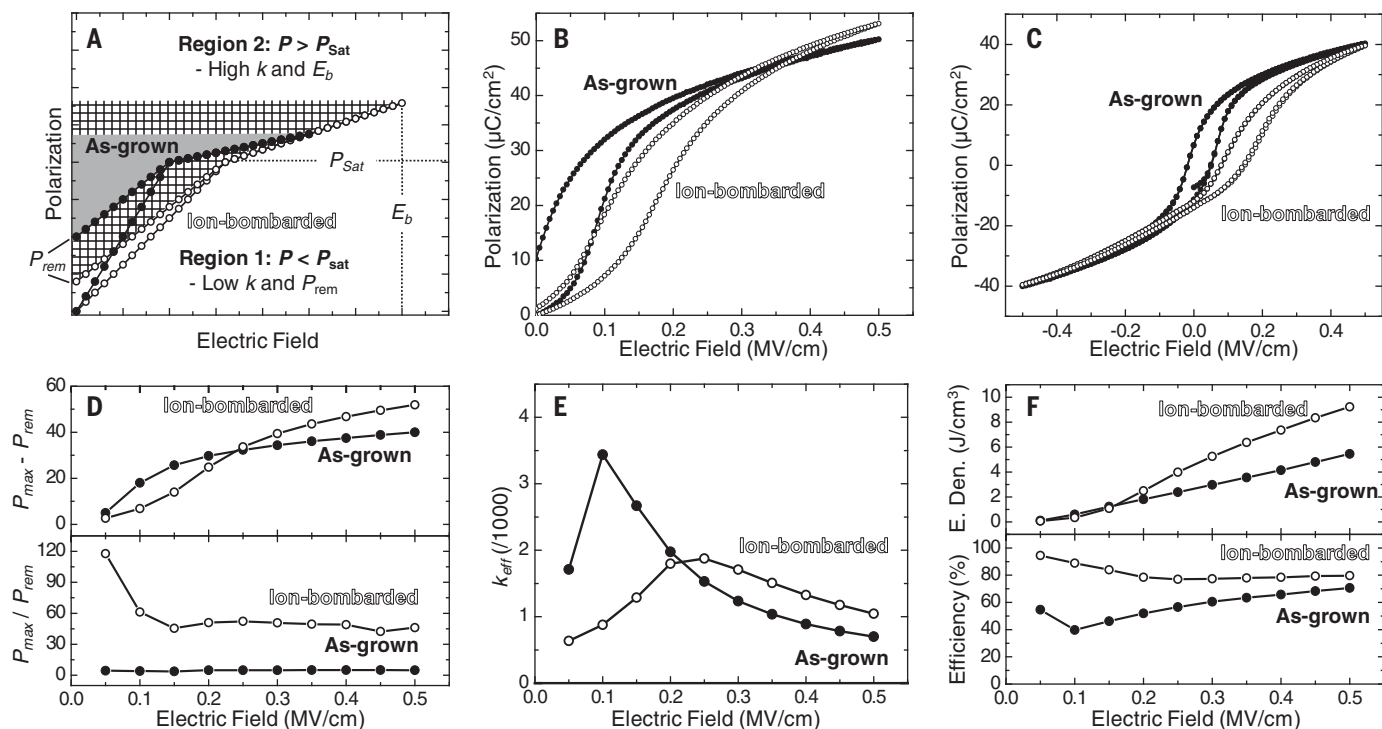 A
Region 2: P > PSat
- High k and Eb
As-grown
PSat
Ion-bombarded
Eb
Prem
Region 1: P < Psat
- Low k and Prem
Polarization
Electric Field
B
As-grown
Ion-bombarded
Polarization (µC/cm²)
50
40
30
20
10
0
0.0 0.1 0.2 0.3 0.4 0.5
Electric Field (MV/cm)
C
As-grown
Ion-bombarded
Polarization (µC/cm²)
40
20
0
-20
-40
-0.4 -0.2 0.0 0.2 0.4
Electric Field (MV/cm)
D
Ion-bombarded
As-grown
Pmax - Prem
60
40
20
0
Ion-bombarded
As-grown
Pmax / Prem
120
90
60
30
0
0.0 0.1 0.2 0.3 0.4 0.5
Electric Field (MV/cm)
E
Ion-bombarded
As-grown
keff (/1000)
4
3
2
1
0
0.0 0.1 0.2 0.3 0.4 0.5
Electric Field (MV/cm)
F
Ion-bombarded
As-grown
E. Den. (J/cm³)
10
8
6
4
2
0
Ion-bombarded
As-grown
Efficiency (%)
100
80
60
40
20
0
0.0 0.1 0.2 0.3 0.4 0.5
Electric Field (MV/cm)